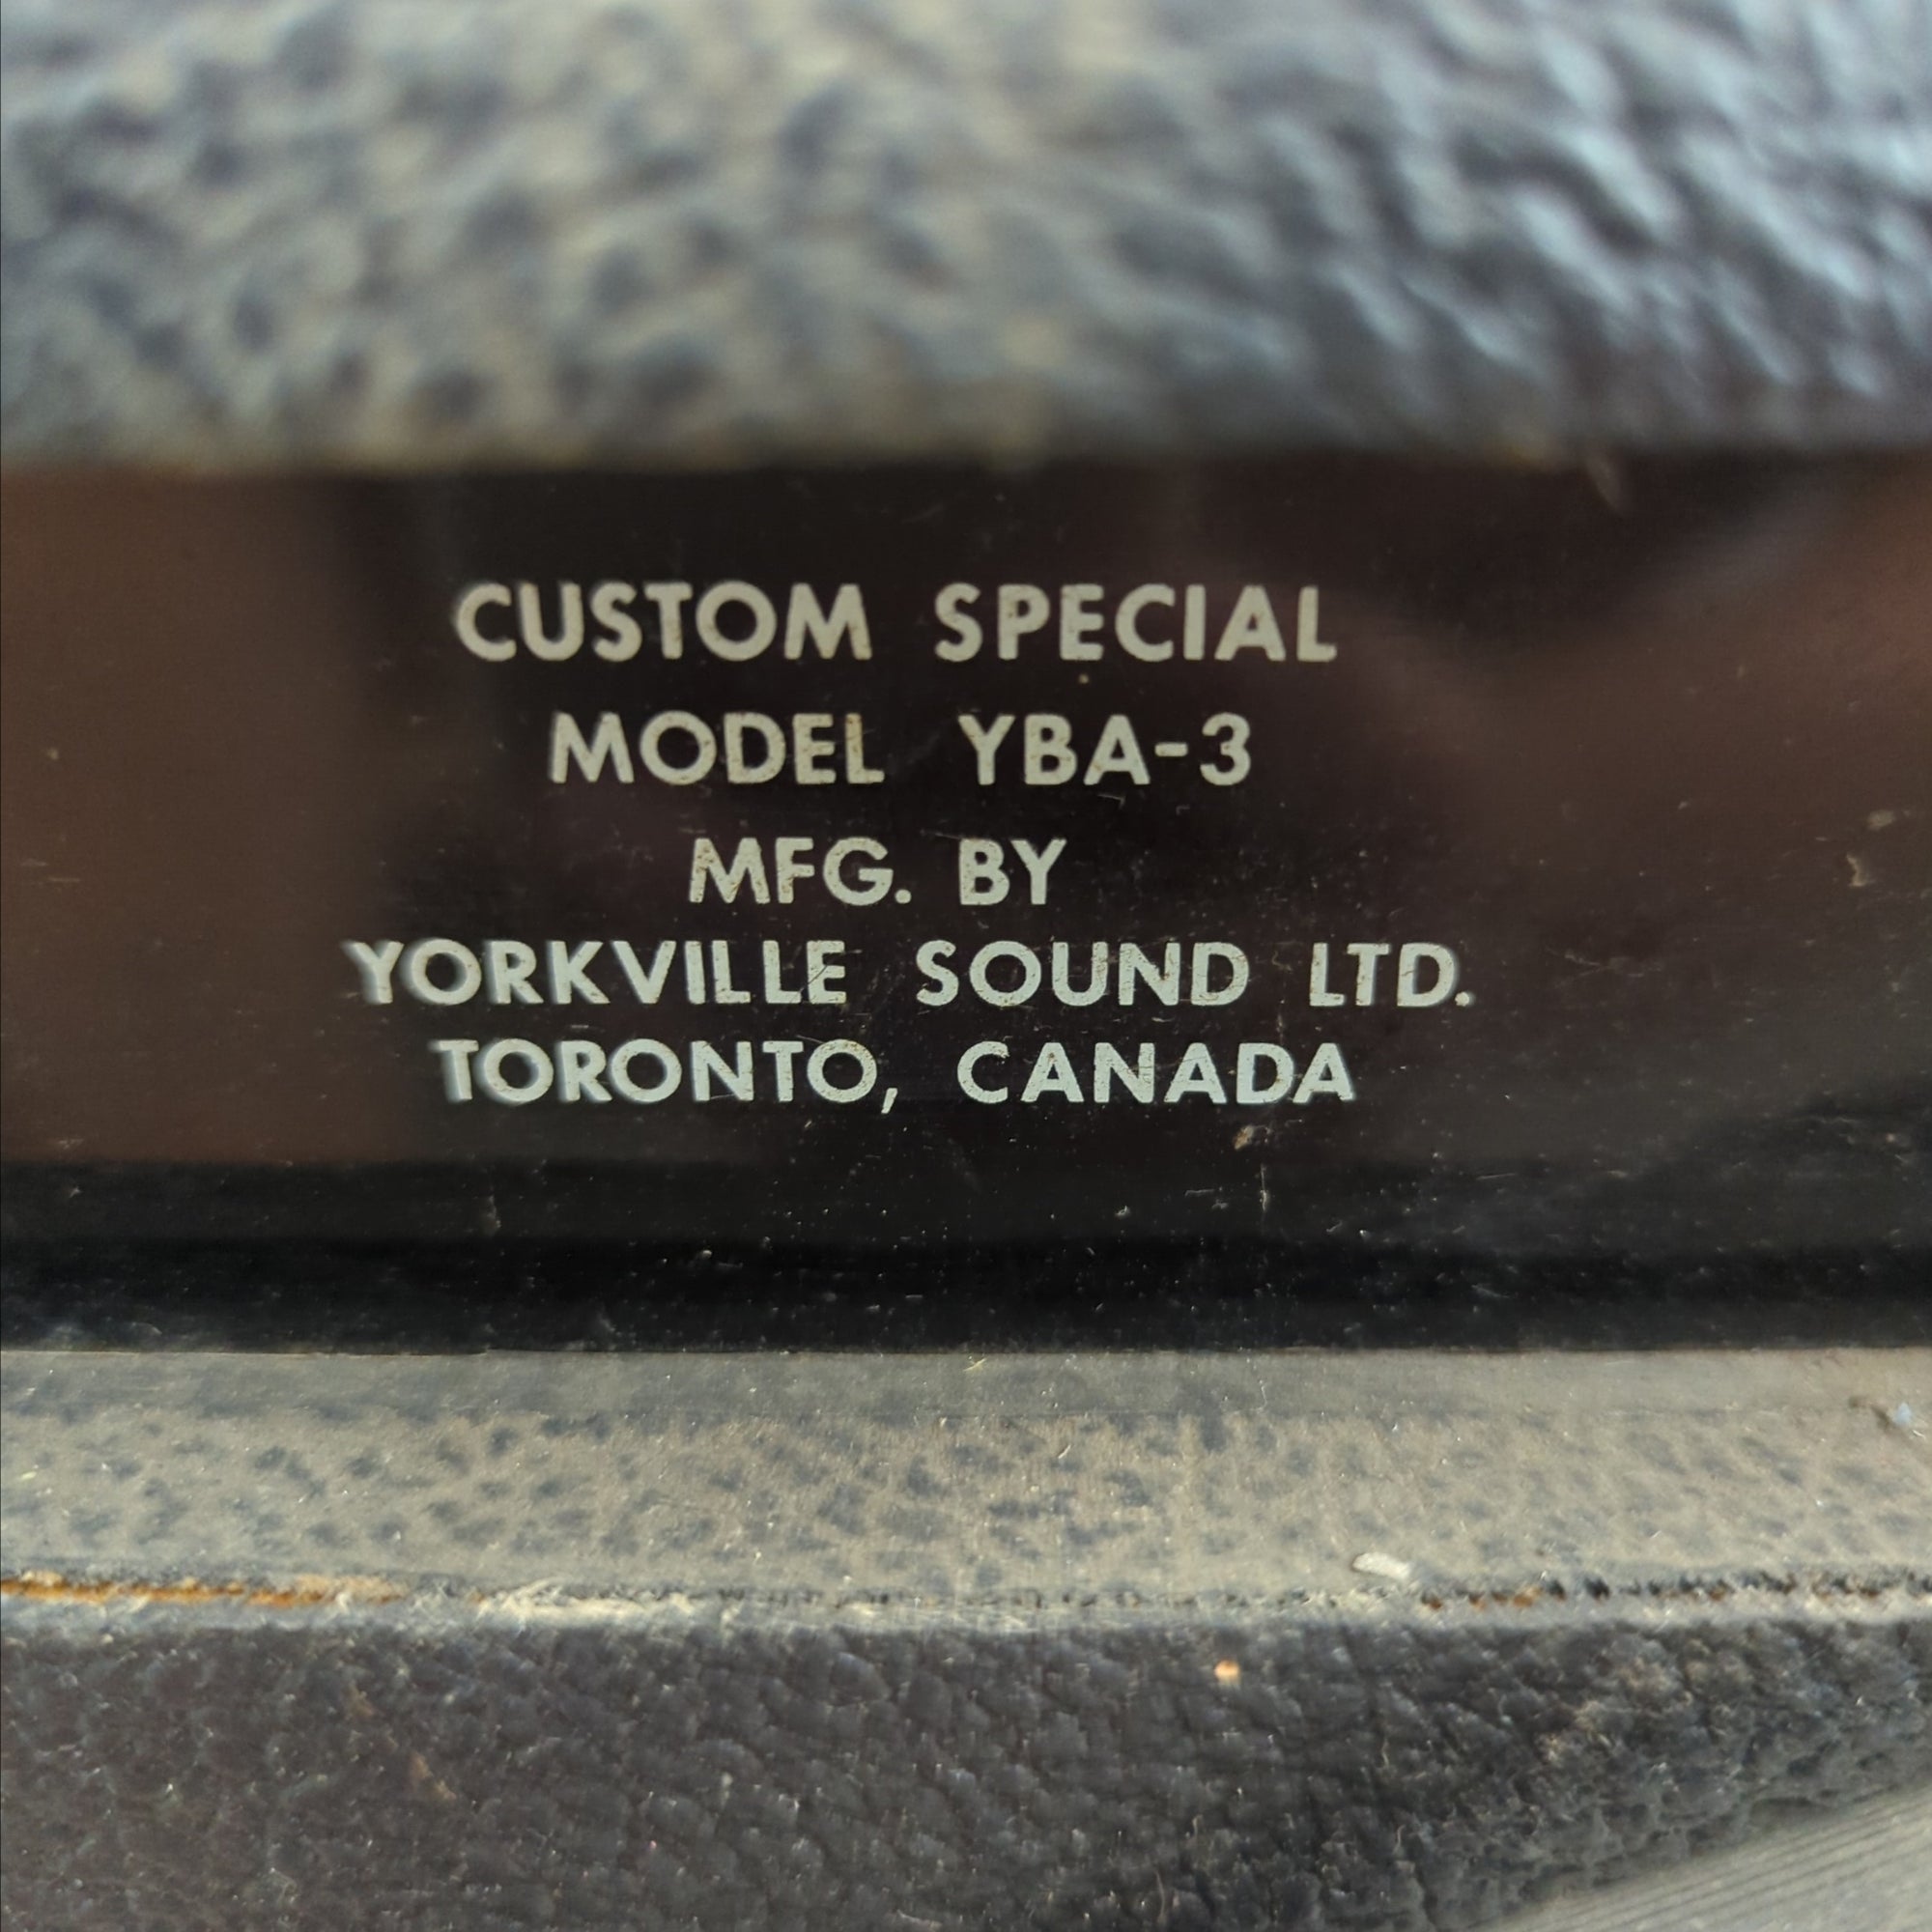 CUSTOM SPECIAL
MODEL YBA-3
MFG. BY
YORKVILLE SOUND LTD.
TORONTO, CANADA